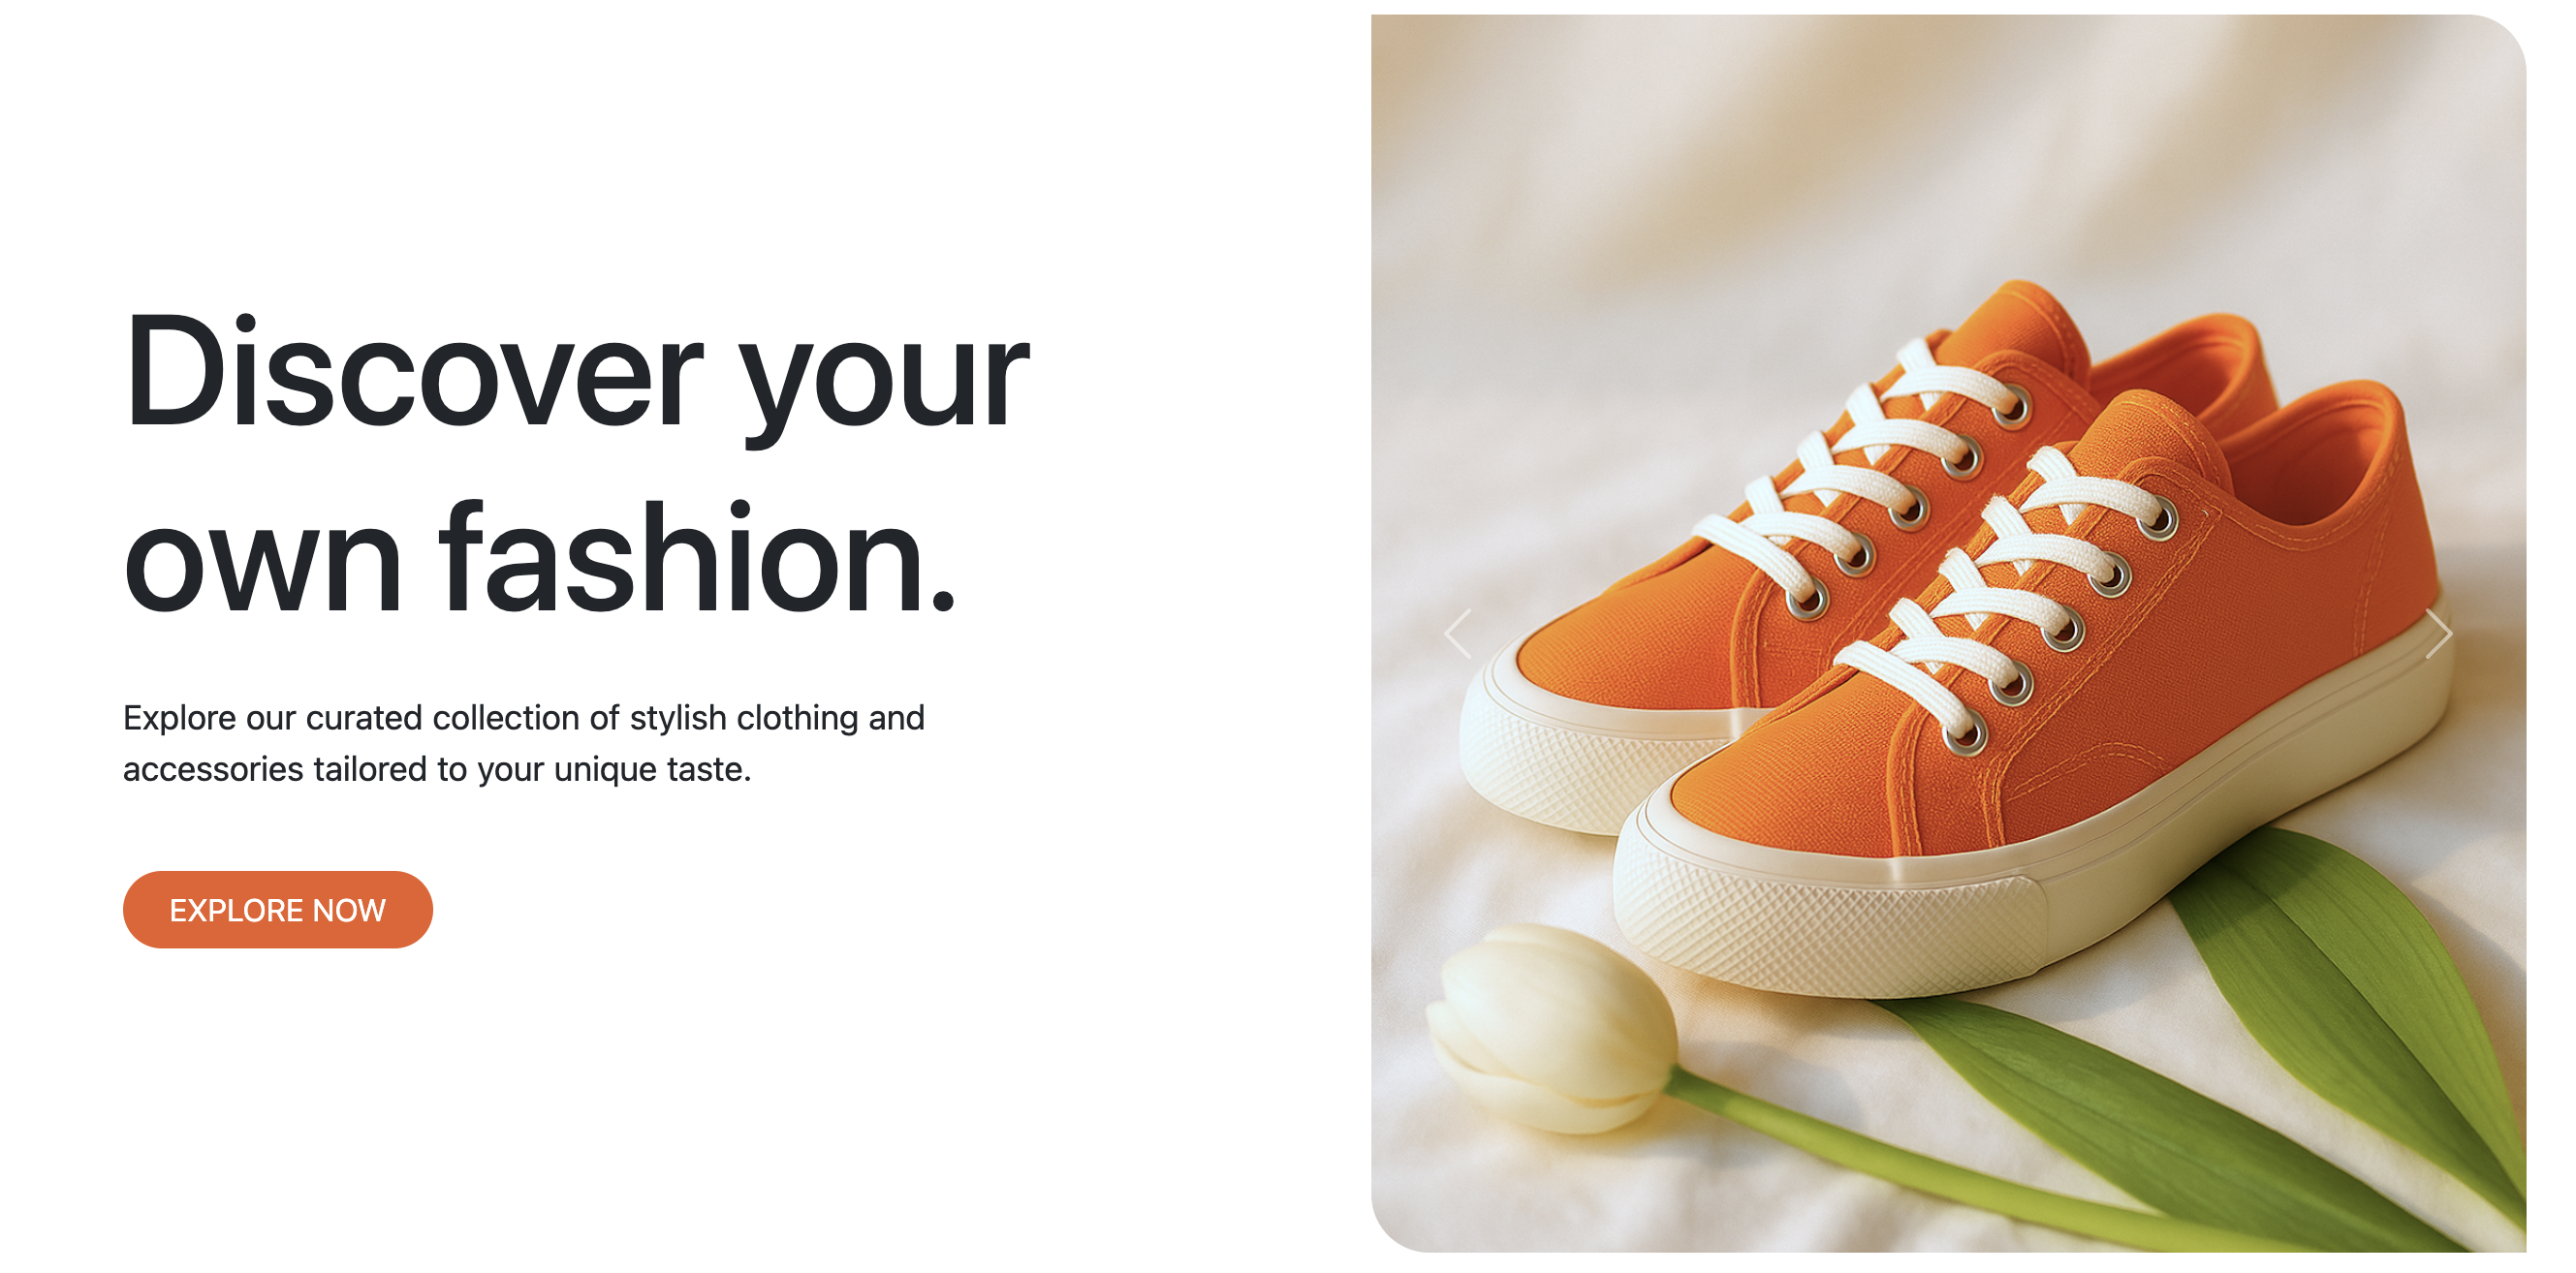 Discover your
own fashion.
Explore our curated collection of stylish clothing and
accessories tailored to your unique taste.
EXPLORE NOW